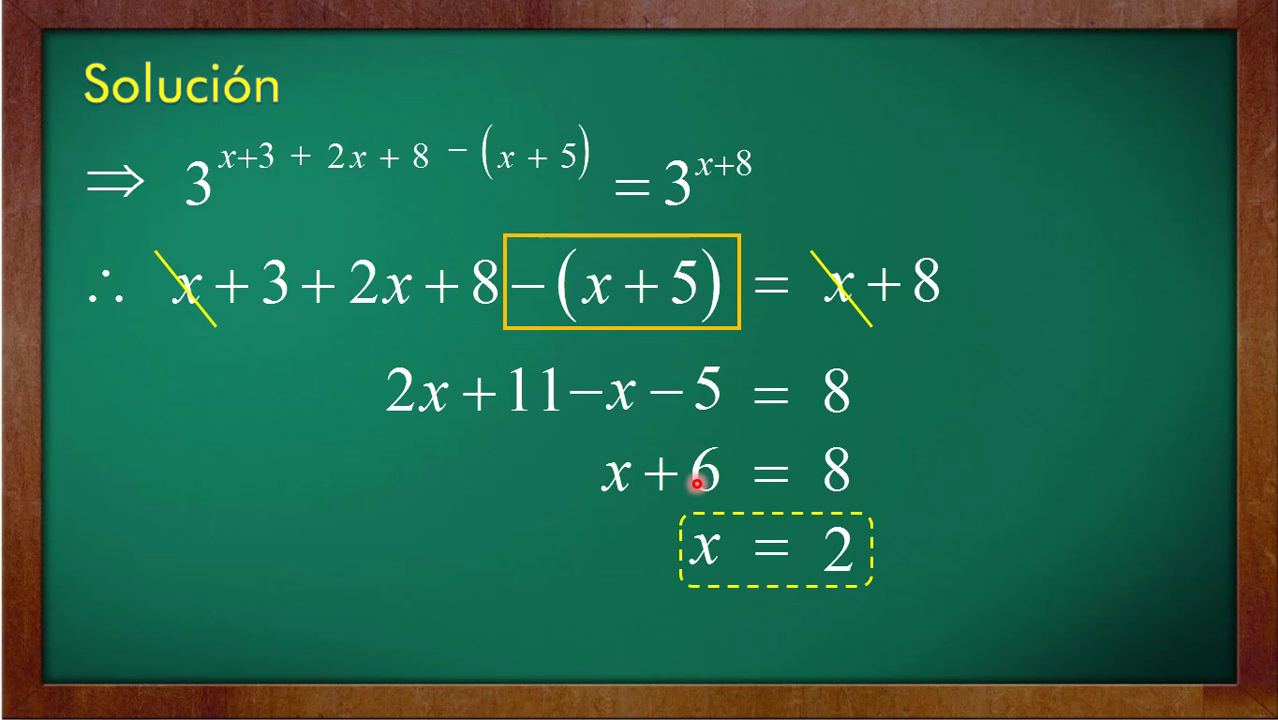 Solución
⇒ 3^{x+3 + 2x + 8 − (x + 5)} = 3^{x+8}
∴ x + 3 + 2x + 8 − (x + 5) = x + 8
2x + 11 − x − 5 = 8
x + 6 = 8
x = 2